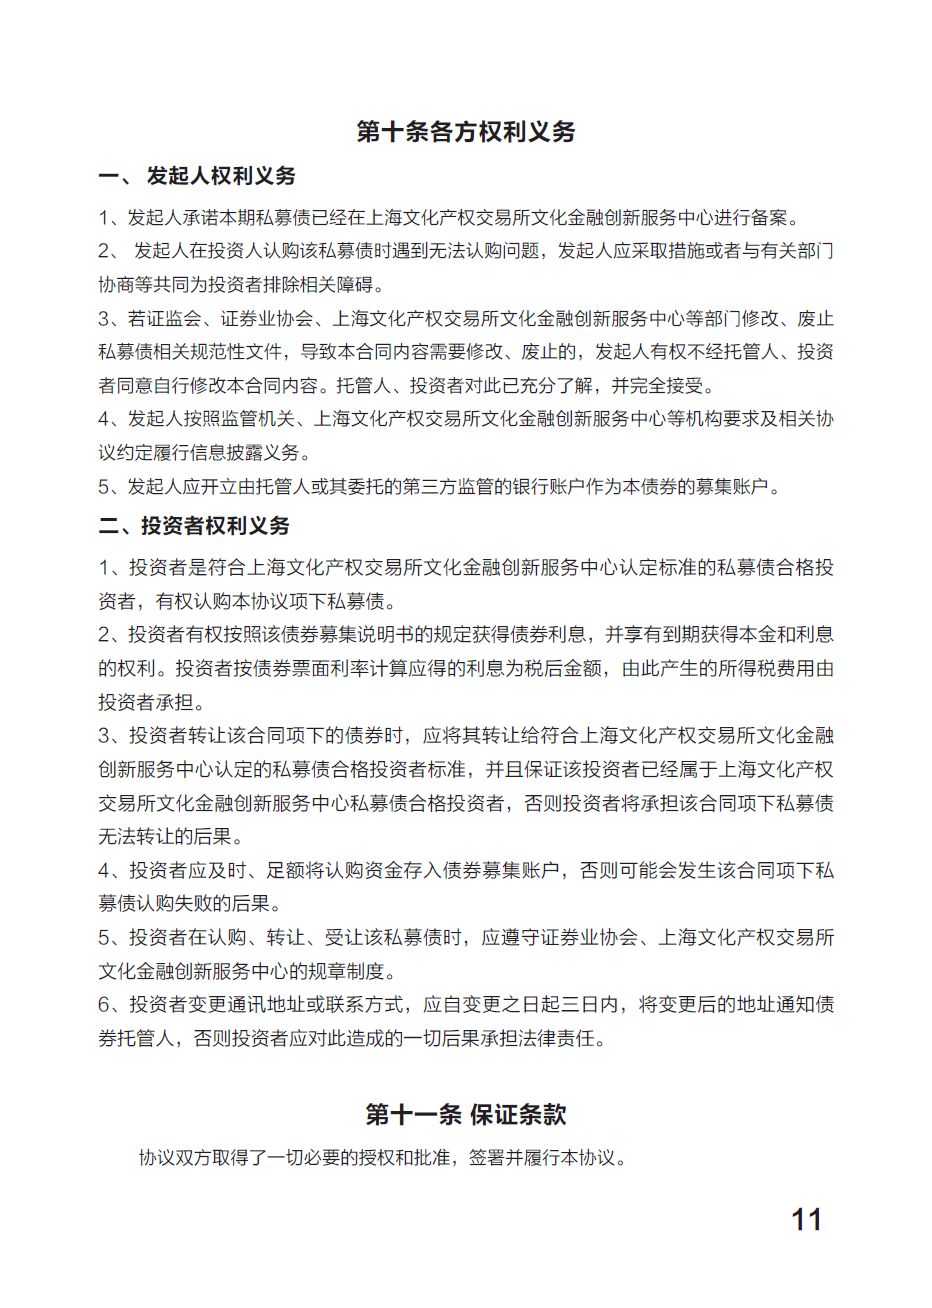 第十条各方权利义务
一、 发起人权利义务
1、发起人承诺本期私募债已经在上海文化产权交易所文化金融创新服务中心进行备案。
2、 发起人在投资人认购该私募债时遇到无法认购问题，发起人应采取措施或者与有关部门
协商等共同为投资者排除相关障碍。
3、若证监会、证券业协会、上海文化产权交易所文化金融创新服务中心等部门修改、废止
私募债相关规范性文件，导致本合同内容需要修改、废止的，发起人有权不经托管人、投资
者同意自行修改本合同内容。托管人、投资者对此已充分了解，并完全接受。
4、发起人按照监管机关、上海文化产权交易所文化金融创新服务中心等机构要求及相关协
议约定履行信息披露义务。
5、发起人应开立由托管人或其委托的第三方监管的银行账户作为本债券的募集账户。
二、投资者权利义务
1、投资者是符合上海文化产权交易所文化金融创新服务中心认定标准的私募债合格投
资者，有权认购本协议项下私募债。
2、投资者有权按照该债券募集说明书的规定获得债券利息，并享有到期获得本金和利息
的权利。投资者按债券票面利率计算应得的利息为税后金额，由此产生的所得税费用由
投资者承担。
3、投资者转让该合同项下的债券时，应将其转让给符合上海文化产权交易所文化金融
创新服务中心认定的私募债合格投资者标准，并且保证该投资者已经属于上海文化产权
交易所文化金融创新服务中心私募债合格投资者，否则投资者将承担该合同项下私募债
无法转让的后果。
4、投资者应及时、足额将认购资金存入债券募集账户，否则可能会发生该合同项下私
募债认购失败的后果。
5、投资者在认购、转让、受让该私募债时，应遵守证券业协会、上海文化产权交易所
文化金融创新服务中心的规章制度。
6、投资者变更通讯地址或联系方式，应自变更之日起三日内，将变更后的地址通知债
券托管人，否则投资者应对此造成的一切后果承担法律责任。
第十一条 保证条款
协议双方取得了一切必要的授权和批准，签署并履行本协议。
11